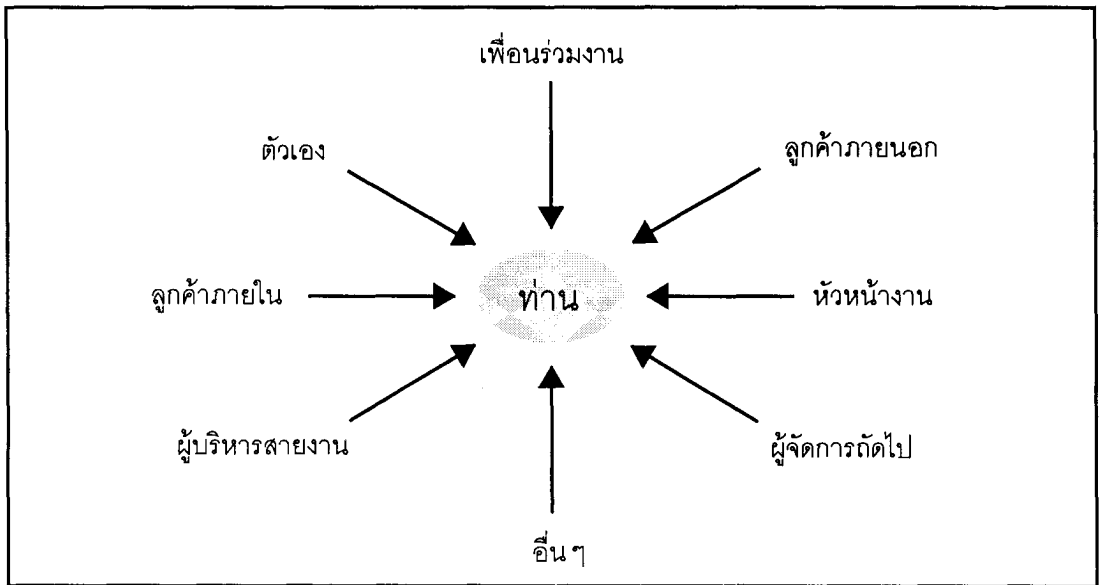 เพื่อนร่วมงาน
ตัวเอง
ลูกค้าภายนอก
ลูกค้าภายใน
ท่าน
หัวหน้างาน
ผู้บริหารสายงาน
ผู้จัดการถัดไป
อื่นๆ